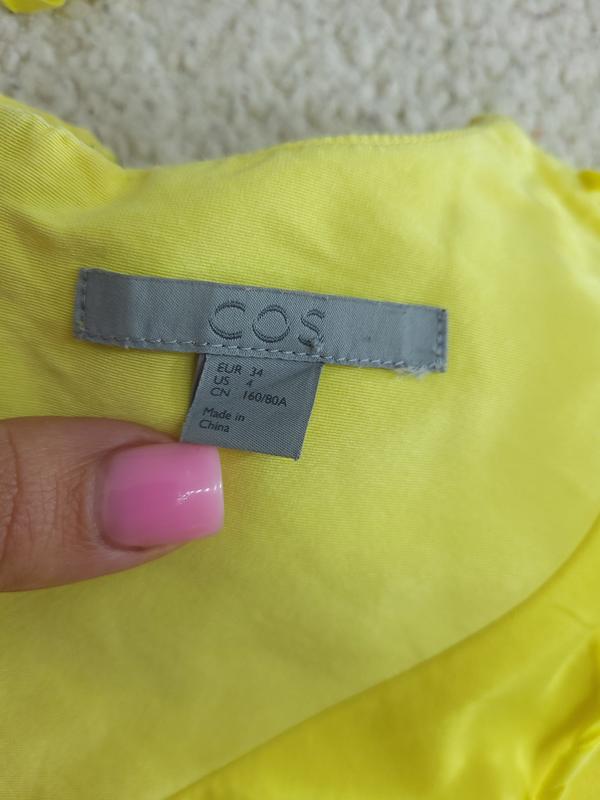 COS
EUR 34
US 4
CN 160/80A
Made in
China